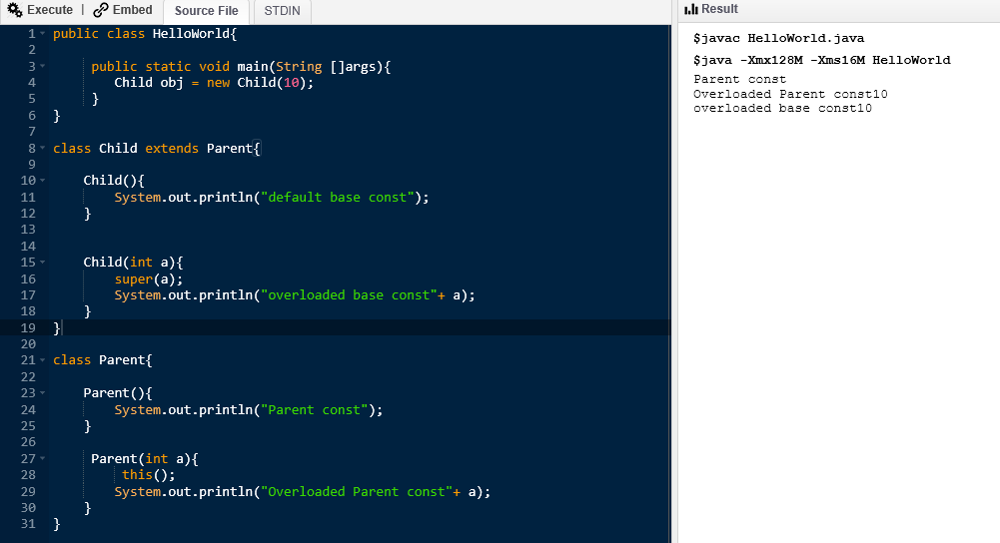 Execute | Embed Source File STDIN
1 public class HelloWorld{
2
3 public static void main(String []args){
4 Child obj = new Child(10);
5 }
6 }
7
8 class Child extends Parent{
9
10 Child(){
11 System.out.println("default base const");
12 }
13
14
15 Child(int a){
16 super(a);
17 System.out.println("overloaded base const"+ a);
18 }
19 }
20
21 class Parent{
22
23 Parent(){
24 System.out.println("Parent const");
25 }
26
27 Parent(int a){
28 this();
29 System.out.println("Overloaded Parent const"+ a);
30 }
31 }
Result
$javac HelloWorld.java
$java -Xmx128M -Xms16M HelloWorld
Parent const
Overloaded Parent const10
overloaded base const10